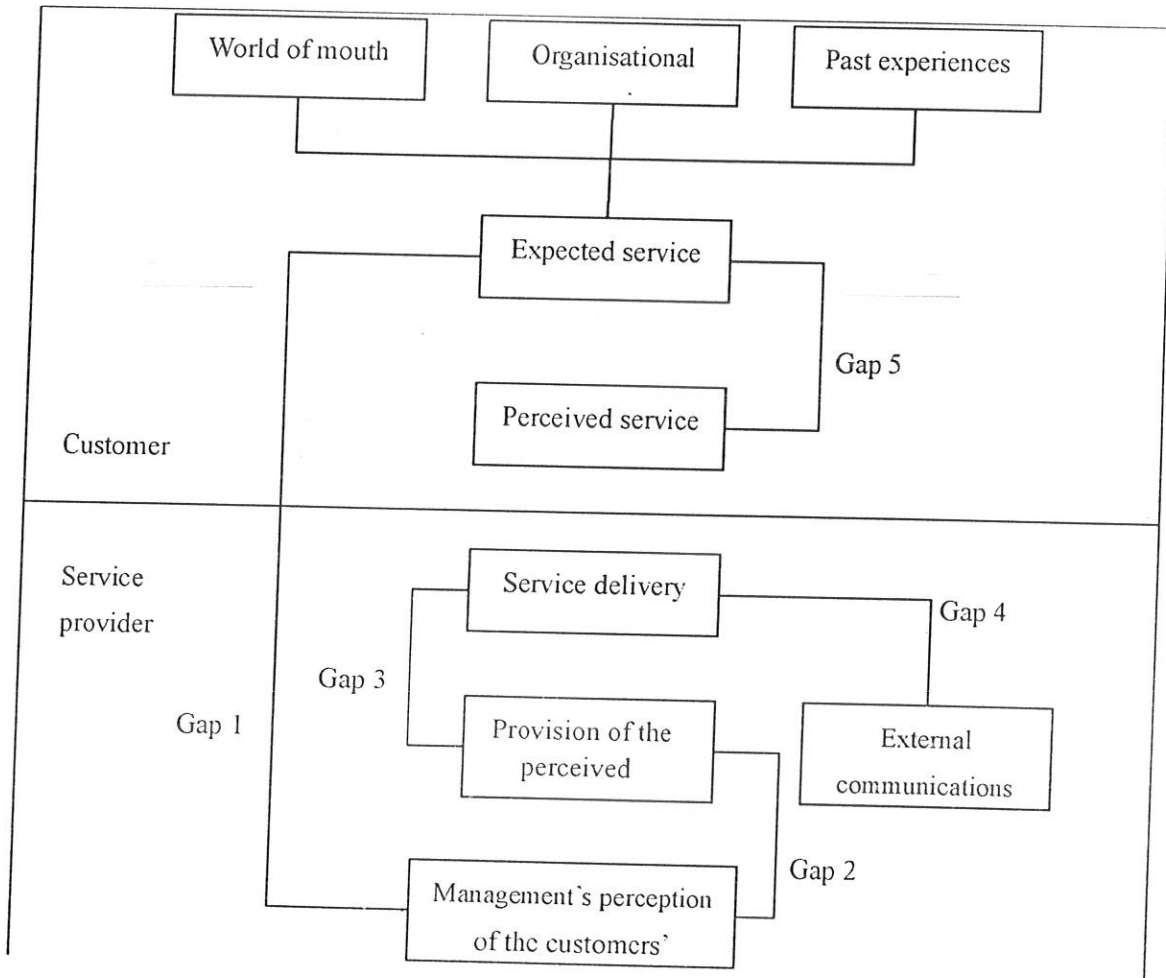 World of mouth
Organisational
Past experiences
Expected service
Gap 5
Perceived service
Customer
Service
provider
Service delivery
Gap 4
Gap 3
Gap 1
Provision of the
perceived
External
communications
Gap 2
Management's perception
of the customers'